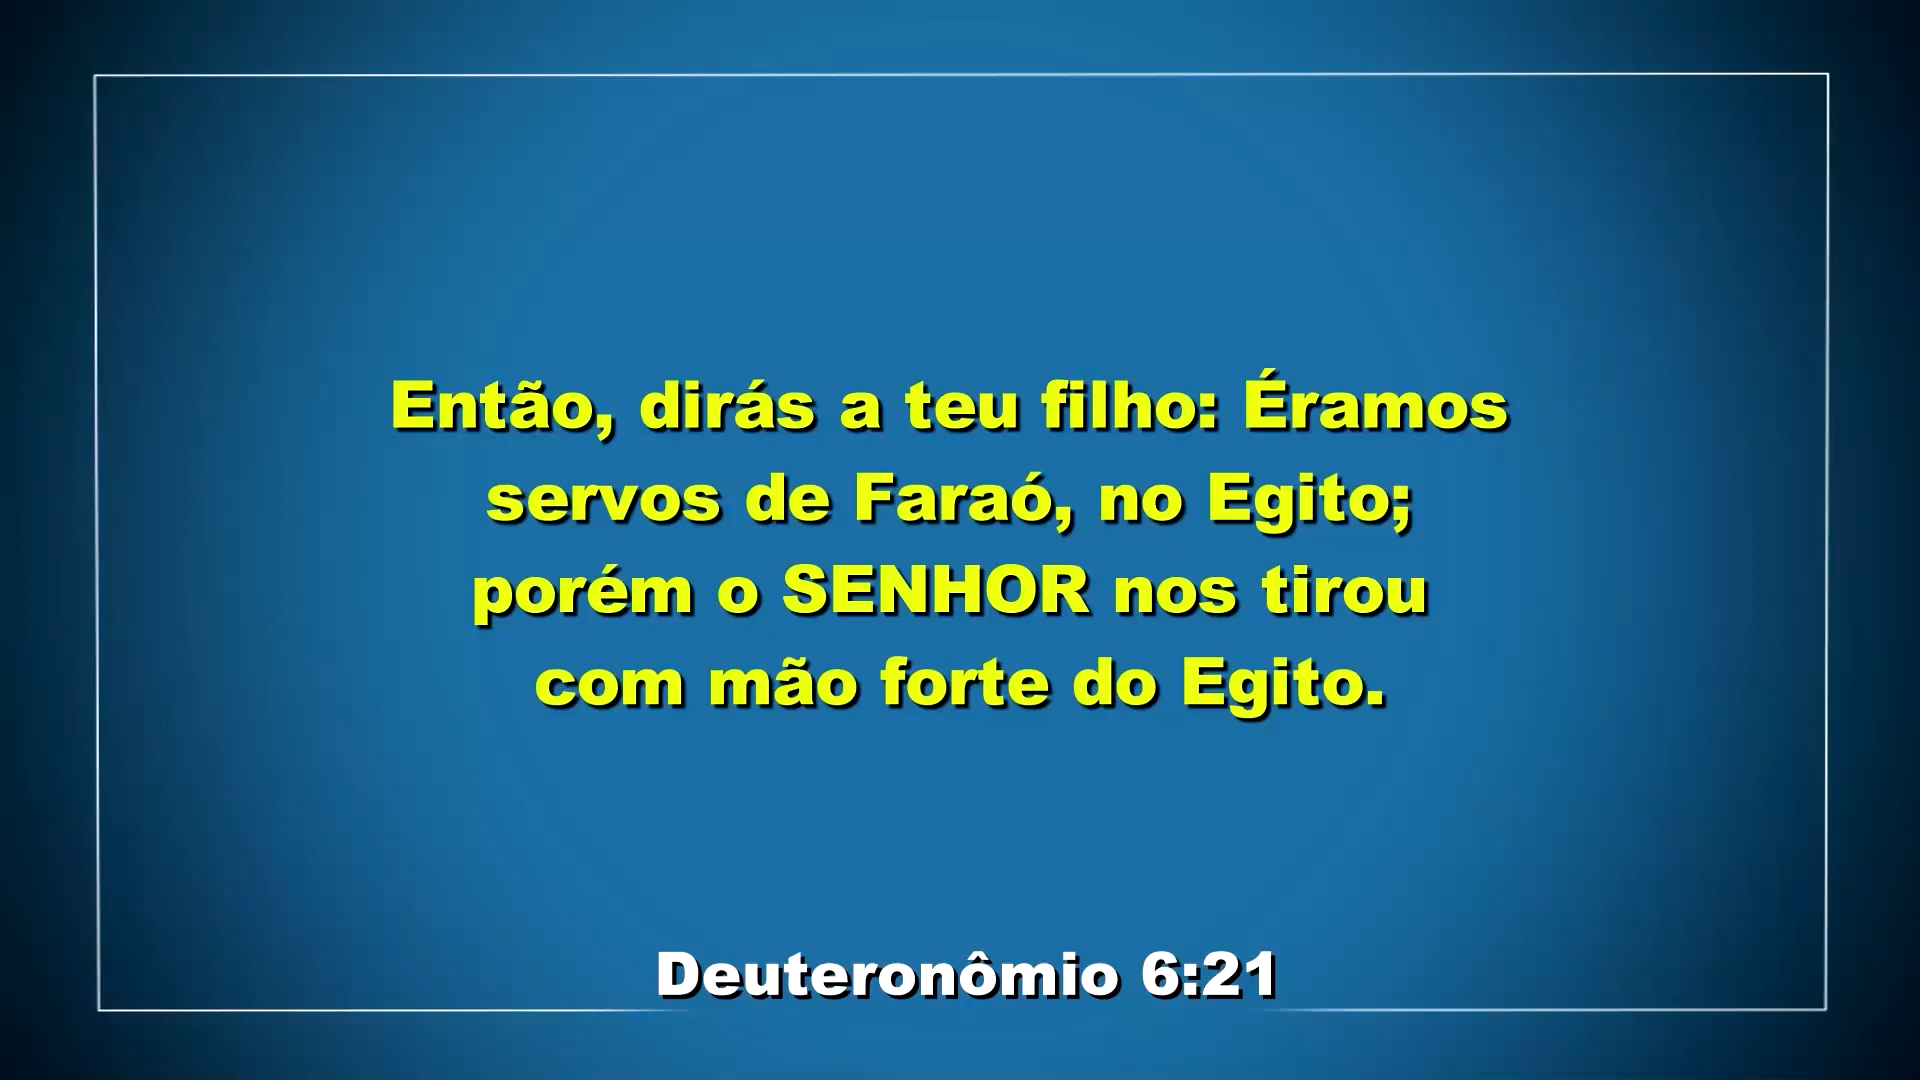 Então, dirás a teu filho: Éramos
servos de Faraó, no Egito;
porém o SENHOR nos tirou
com mão forte do Egito.
Deuteronômio 6:21